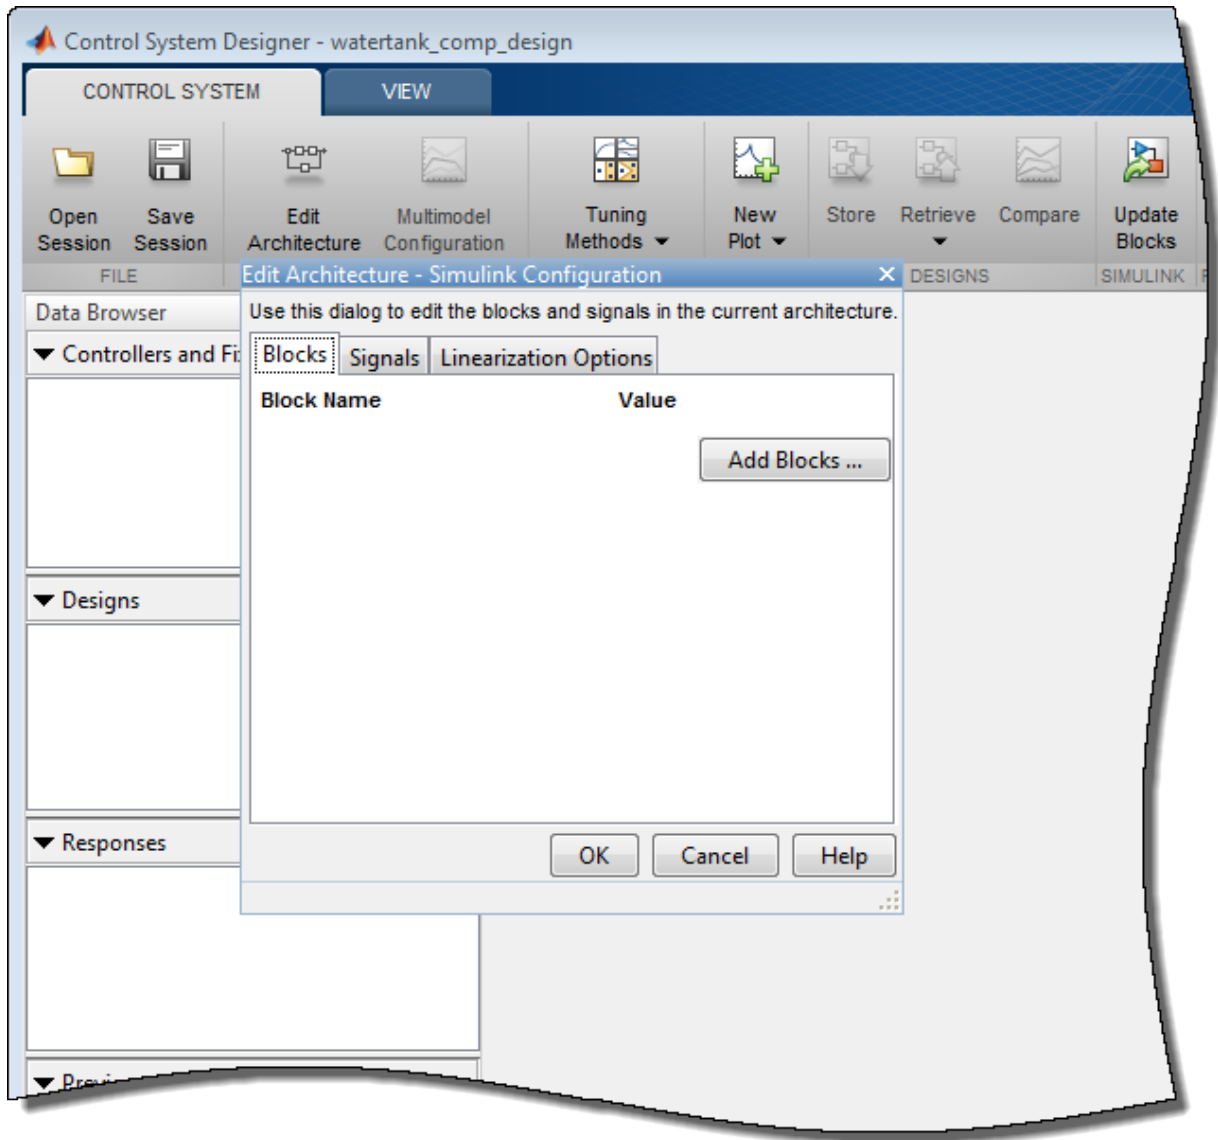 Control System Designer - watertank_comp_design
CONTROL SYSTEM VIEW
Open Session
Save Session
Edit Architecture
Multimodel Configuration
Tuning Methods
New Plot
Store
Retrieve
Compare
Update Blocks
FILE
DESIGNS
SIMULINK
Data Browser
Controllers and
Designs
Responses
Edit Architecture - Simulink Configuration
Use this dialog to edit the blocks and signals in the current architecture.
Blocks Signals Linearization Options
Block Name Value
Add Blocks ...
OK Cancel Help